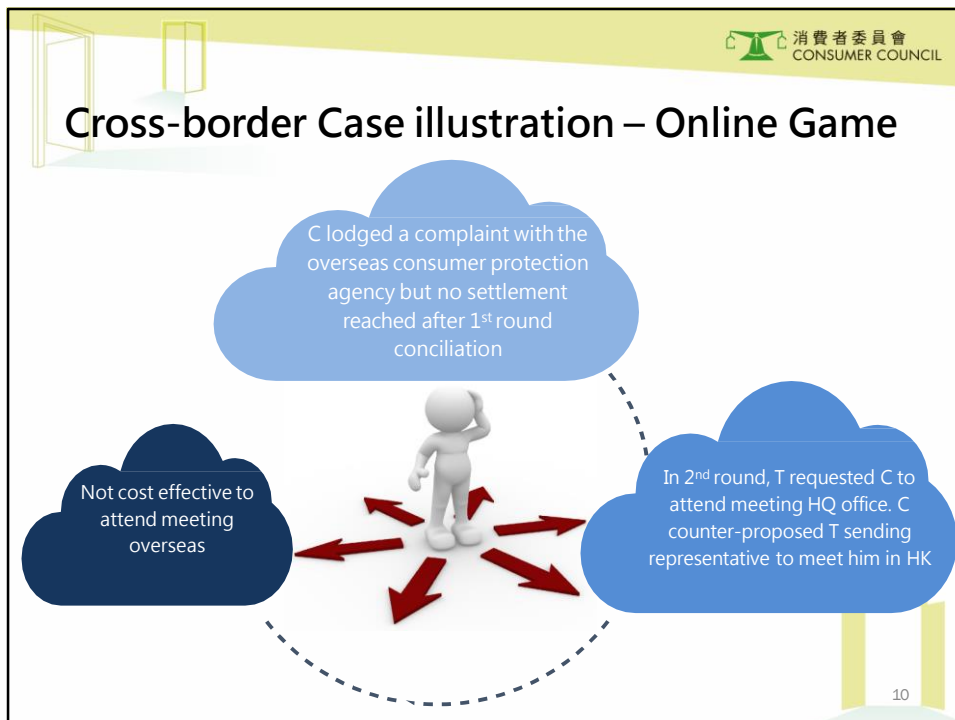 消費者委員會
CONSUMER COUNCIL
Cross-border Case illustration – Online Game
C lodged a complaint with the
overseas consumer protection
agency but no settlement
reached after 1st round
conciliation
Not cost effective to
attend meeting
overseas
In 2nd round, T requested C to
attend meeting HQ office. C
counter-proposed T sending
representative to meet him in HK
10